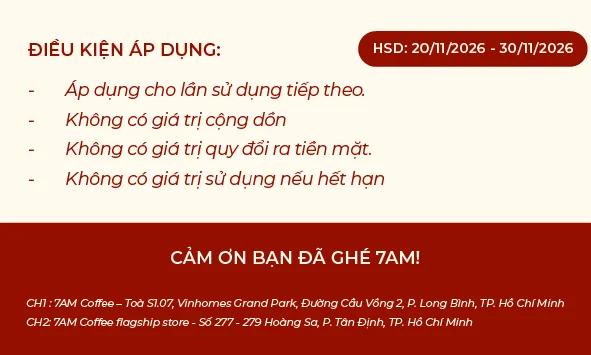 ĐIỀU KIỆN ÁP DỤNG:
HSD: 20/11/2026 - 30/11/2026
- Áp dụng cho lần sử dụng tiếp theo.
- Không có giá trị cộng dồn
- Không có giá trị quy đổi ra tiền mặt.
- Không có giá trị sử dụng nếu hết hạn
CẢM ƠN BẠN ĐÃ GHÉ 7AM!
CH1 : 7AM Coffee – Toà S1.07, Vinhomes Grand Park, Đường Cầu Vồng 2, P. Long Bình, TP. Hồ Chí Minh
CH2: 7AM Coffee flagship store - Số 277 - 279 Hoàng Sa, P. Tân Định, TP. Hồ Chí Minh